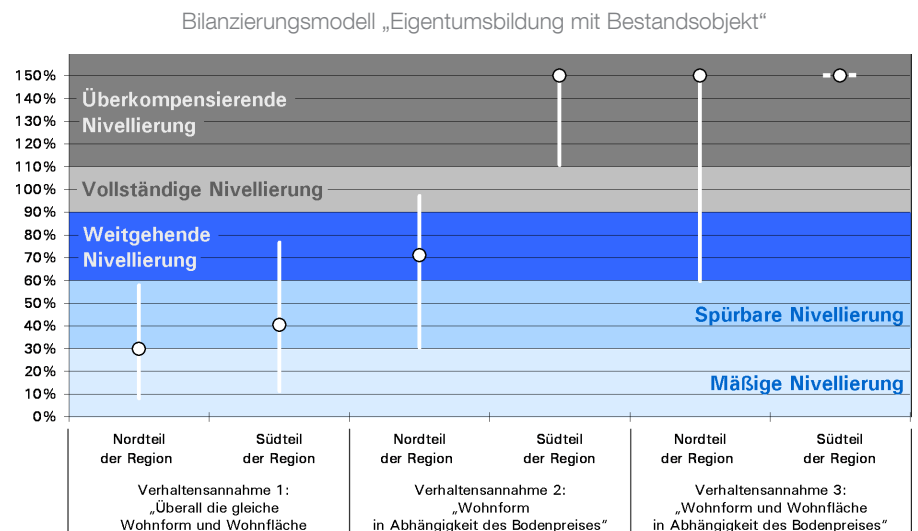 Bilanzierungsmodell „Eigentumsbildung mit Bestandsobjekt“
150%
140%
130%
120%
110%
100%
90%
80%
70%
60%
50%
40%
30%
20%
10%
0%
Überkompensierende
Nivellierung
Vollständige Nivellierung
Weitgehende
Nivellierung
Spürbare Nivellierung
Mäßige Nivellierung
Nordteil
der Region
Südteil
der Region
Nordteil
der Region
Südteil
der Region
Nordteil
der Region
Südteil
der Region
Verhaltensannahme 1:
„Überall die gleiche
Wohnform und Wohnfläche
Verhaltensannahme 2:
„Wohnform
in Abhängigkeit des Bodenpreises“
Verhaltensannahme 3:
„Wohnform und Wohnfläche
in Abhängigkeit des Bodenpreises“